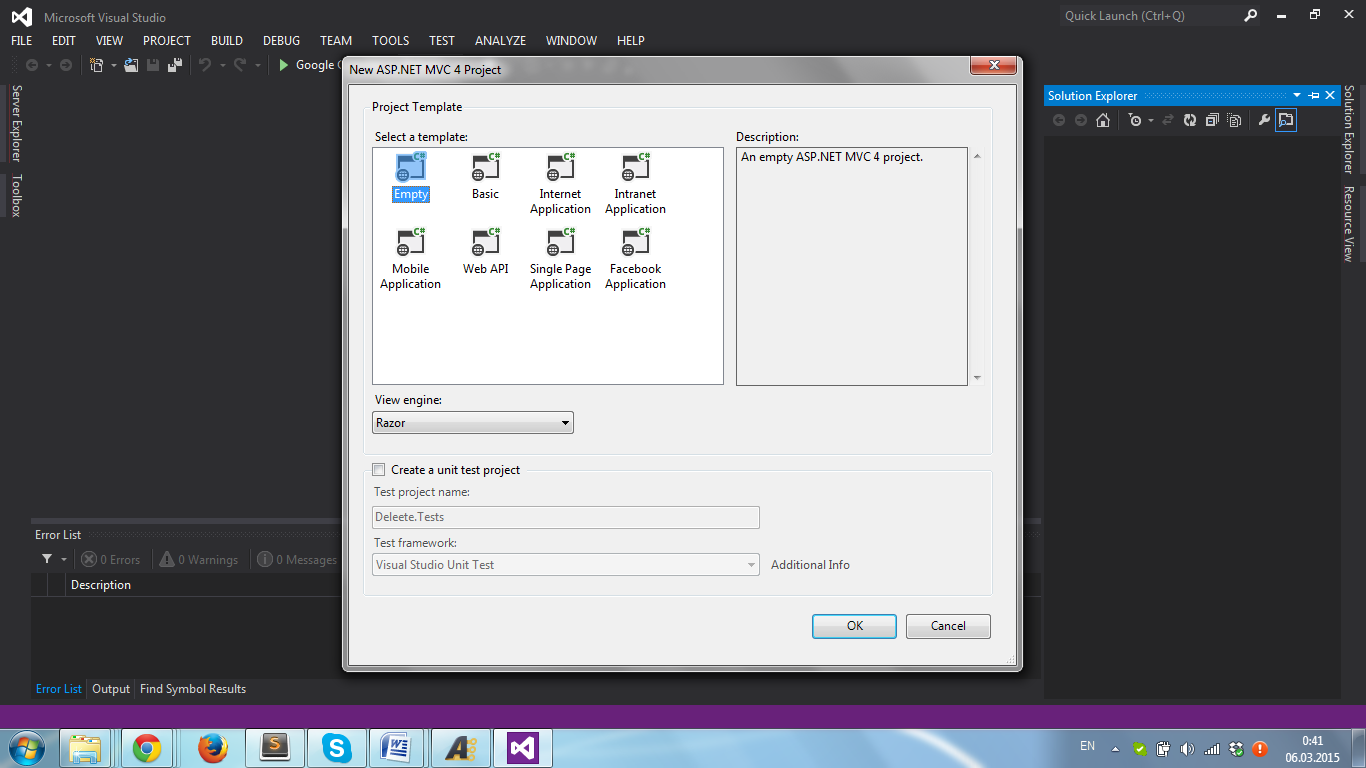 Microsoft Visual Studio
Quick Launch (Ctrl+Q)
FILE EDIT VIEW PROJECT BUILD DEBUG TEAM TOOLS TEST ANALYZE WINDOW HELP
Google
New ASP.NET MVC 4 Project
Server Explorer
Toolbox
Project Template
Select a template:
C# C# C# C#
Empty Basic Internet Application Intranet Application
C# C# C# C#
Mobile Application Web API Single Page Application Facebook Application
Description:
An empty ASP.NET MVC 4 project.
View engine:
Razor
Create a unit test project
Test project name:
Deleete.Tests
Test framework:
Visual Studio Unit Test
Additional Info
OK Cancel
Solution Explorer
Solution Explorer
Resource View
Error List
0 Errors 0 Warnings 0 Messages
Description
Error List Output Find Symbol Results
EN
0:41
06.03.2015